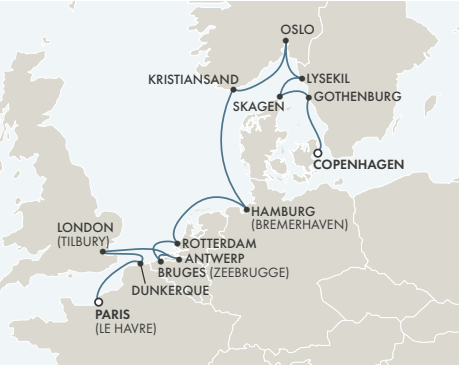 OSLO
KRISTIANSAND
LYSEKIL
SKAGEN
GOTHENBURG
COPENHAGEN
HAMBURG
(BREMERHAVEN)
LONDON
(TILBURY)
ROTTERDAM
ANTWERP
BRUGES (ZEEBRUGGE)
DUNKERQUE
PARIS
(LE HAVRE)